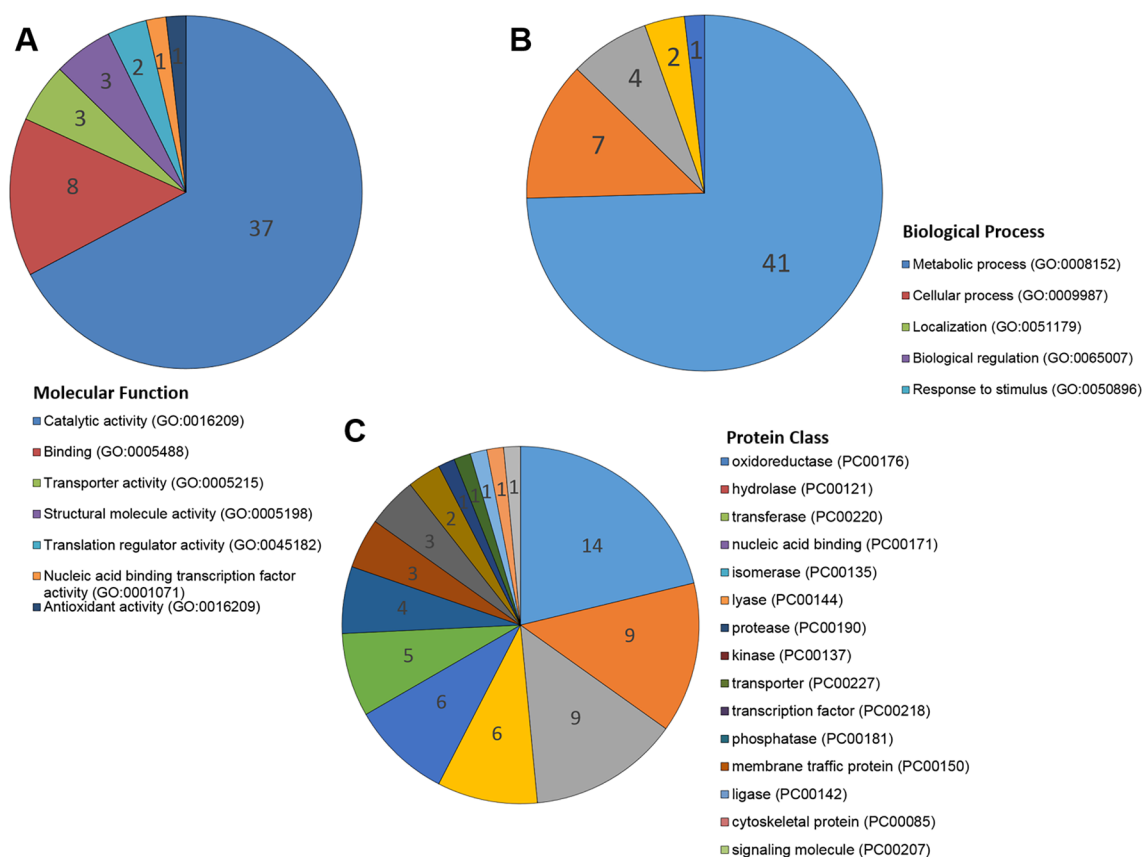 A
37
8
3
3
2
1
1
B
41
7
4
2
1
Molecular Function
Catalytic activity (GO:0016209)
Binding (GO:0005488)
Transporter activity (GO:0005215)
Structural molecule activity (GO:0005198)
Translation regulator activity (GO:0045182)
Nucleic acid binding transcription factor
activity (GO:0001071)
Antioxidant activity (GO:0016209)
Biological Process
Metabolic process (GO:0008152)
Cellular process (GO:0009987)
Localization (GO:0051179)
Biological regulation (GO:0065007)
Response to stimulus (GO:0050896)
C
14
9
9
6
6
5
4
3
3
2
1
1
1
1
Protein Class
oxidoreductase (PC00176)
hydrolase (PC00121)
transferase (PC00220)
nucleic acid binding (PC00171)
isomerase (PC00135)
lyase (PC00144)
protease (PC00190)
kinase (PC00137)
transporter (PC00227)
transcription factor (PC00218)
phosphatase (PC00181)
membrane traffic protein (PC00150)
ligase (PC00142)
cytoskeletal protein (PC00085)
signaling molecule (PC00207)